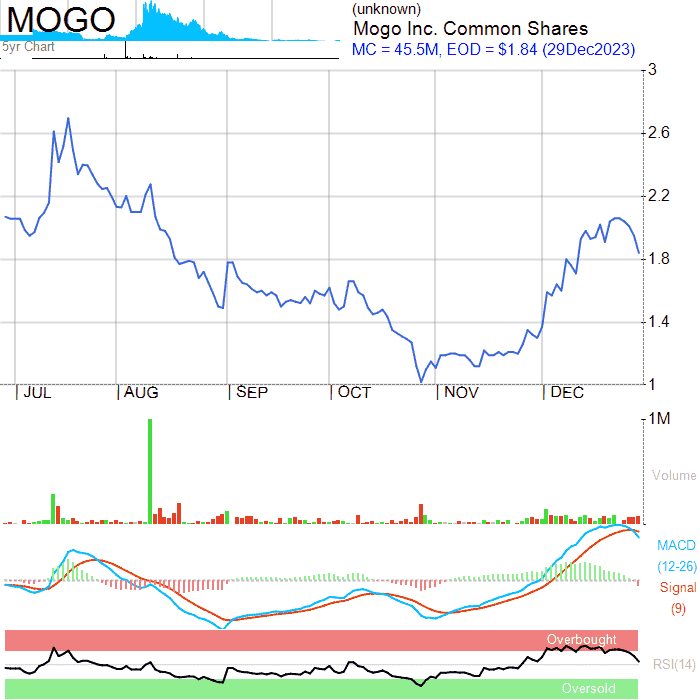 MOGO
5yr Chart
(unknown)
Mogo Inc. Common Shares
MC = 45.5M, EOD = $1.84 (29Dec2023)
3
2.6
2.2
1.8
1.4
1
JUL AUG SEP OCT NOV DEC
1M
Volume
MACD
(12-26)
Signal
(9)
Overbought
RSI(14)
Oversold